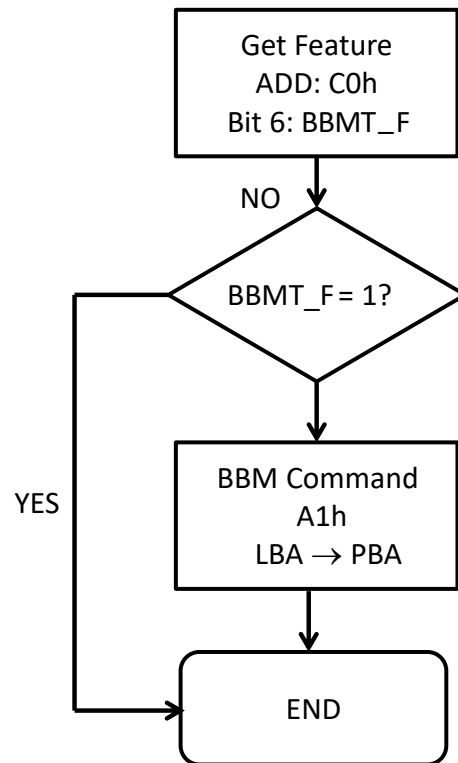 Get Feature
ADD: C0h
Bit 6: BBMT_F
NO
BBMT_F = 1?
BBM Command
A1h
LBA → PBA
YES
END